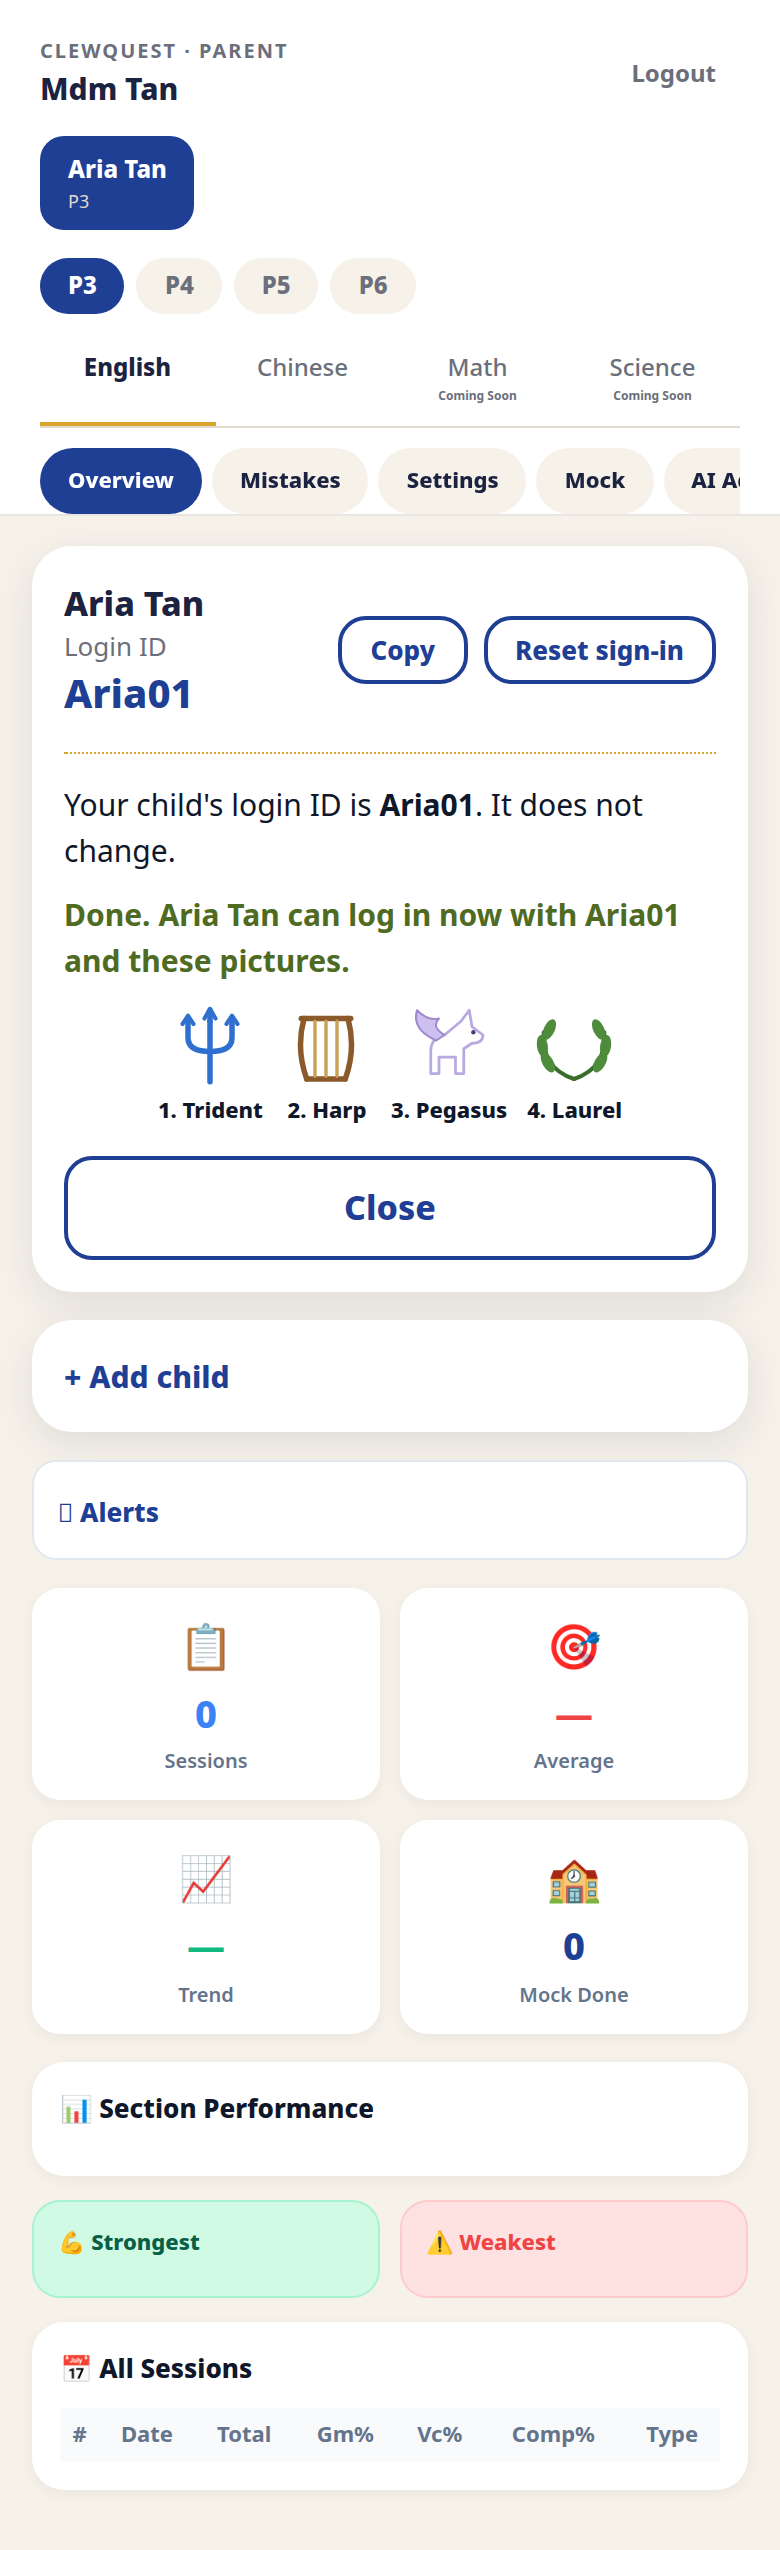 CLEWQUEST · PARENT
Mdm Tan
Logout
Aria Tan
P3
P3 P4 P5 P6
English Chinese Math Science
Coming Soon Coming Soon
Overview Mistakes Settings Mock AI
Aria Tan
Login ID
Aria01
Copy Reset sign-in
Your child's login ID is Aria01. It does not
change.
Done. Aria Tan can log in now with Aria01
and these pictures.
1. Trident 2. Harp 3. Pegasus 4. Laurel
Close
+ Add child
Alerts
0
Sessions
—
Average
—
Trend
0
Mock Done
Section Performance
Strongest
Weakest
All Sessions
# Date Total Gm% Vc% Comp% Type